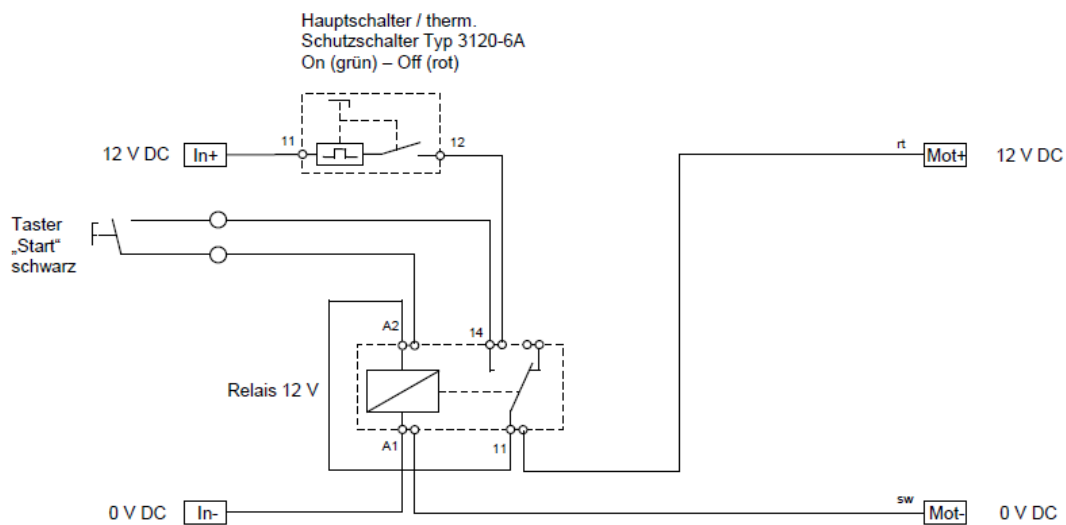 Hauptschalter / therm.
Schutzschalter Typ 3120-6A
On (grün) – Off (rot)
12 V DC
In+
11
12
rt
Mot+
12 V DC
Taster
„Start“
schwarz
A2
14
Relais 12 V
A1
11
0 V DC
In-
sw
Mot-
0 V DC